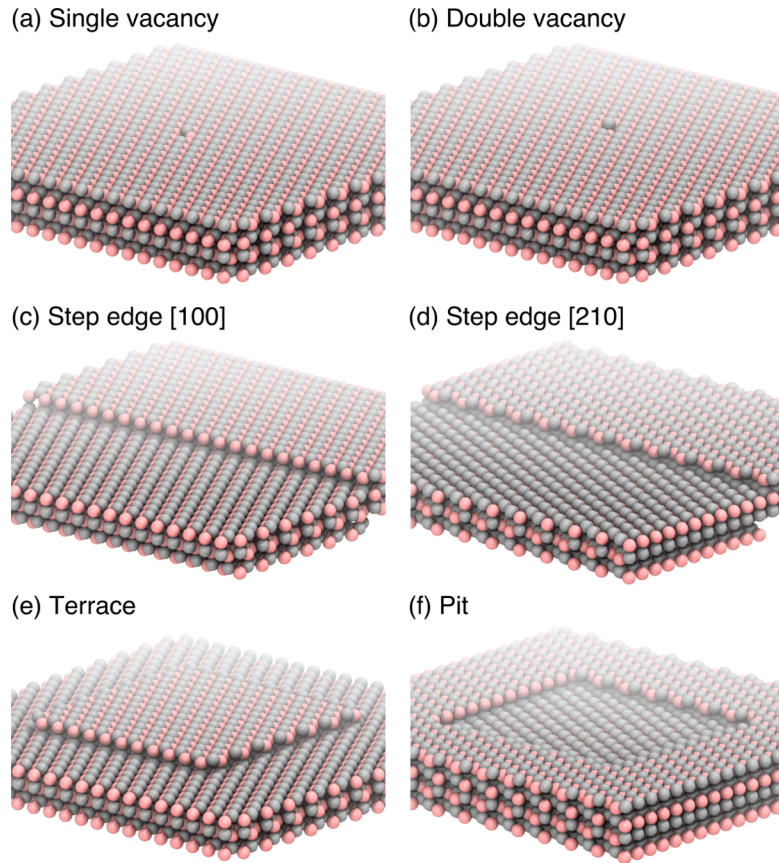 (a) Single vacancy
(b) Double vacancy
(c) Step edge [100]
(d) Step edge [210]
(e) Terrace
(f) Pit